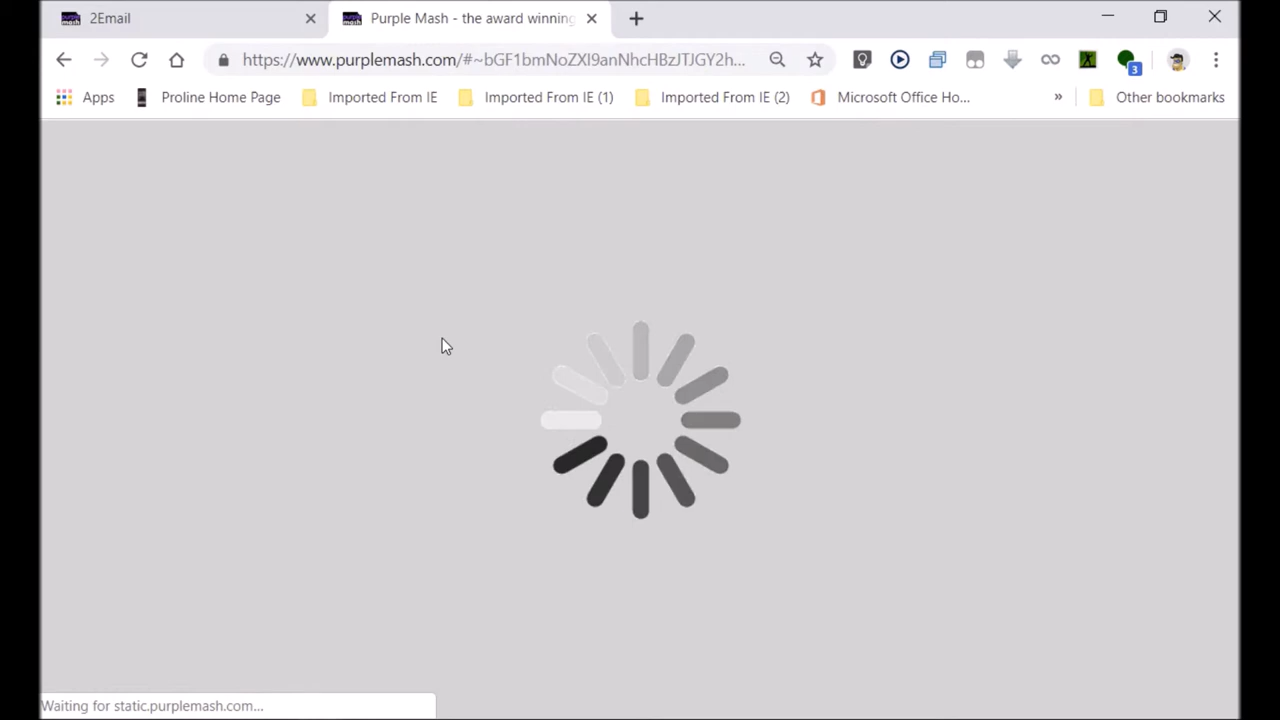 2Email
Purple Mash - the award winning
https://www.purplemash.com/#~bGF1bmNoZXI9anNhcHBzJTJGY2h...
3
Apps
Proline Home Page
Imported From IE
Imported From IE (1)
Imported From IE (2)
Microsoft Office Ho...
»
Other bookmarks
Waiting for static.purplemash.com...